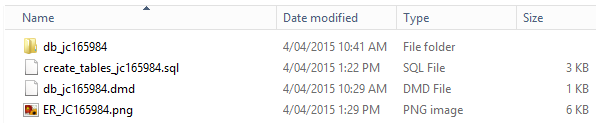 Name Date modified Type Size
db_jc165984 4/04/2015 10:41 AM File folder
create_tables_jc165984.sql 4/04/2015 1:22 PM SQL File 3 KB
db_jc165984.dmd 4/04/2015 10:29 AM DMD File 1 KB
ER_JC165984.png 4/04/2015 1:29 PM PNG image 6 KB